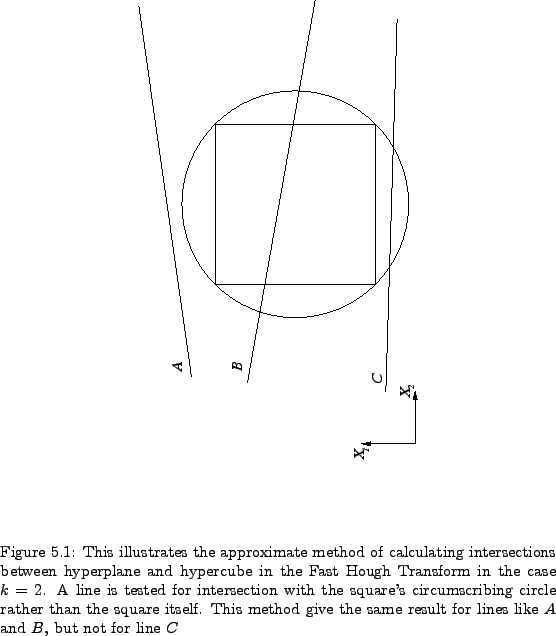 A
B
C
X2
X1
Figure 5.1: This illustrates the approximate method of calculating intersections
between hyperplane and hypercube in the Fast Hough Transform in the case
k = 2. A line is tested for intersection with the square's circumscribing circle
rather than the square itself. This method give the same result for lines like A
and B, but not for line C